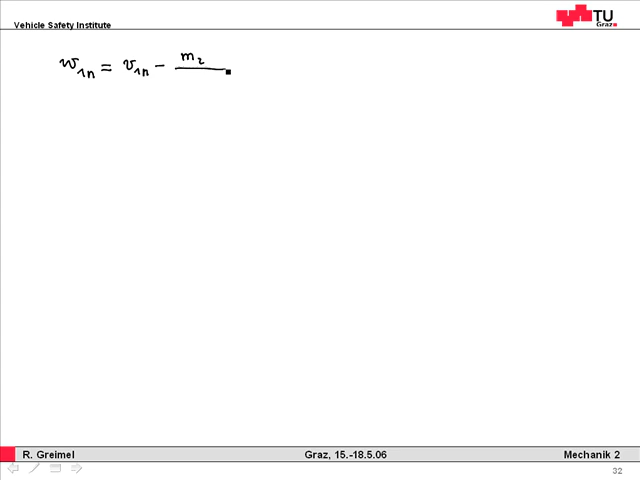 Vehicle Safety Institute
TU
Graz
w₁ₙ = v₁ₙ − m₂
R. Greimel
Graz, 15.-18.5.06
Mechanik 2
32